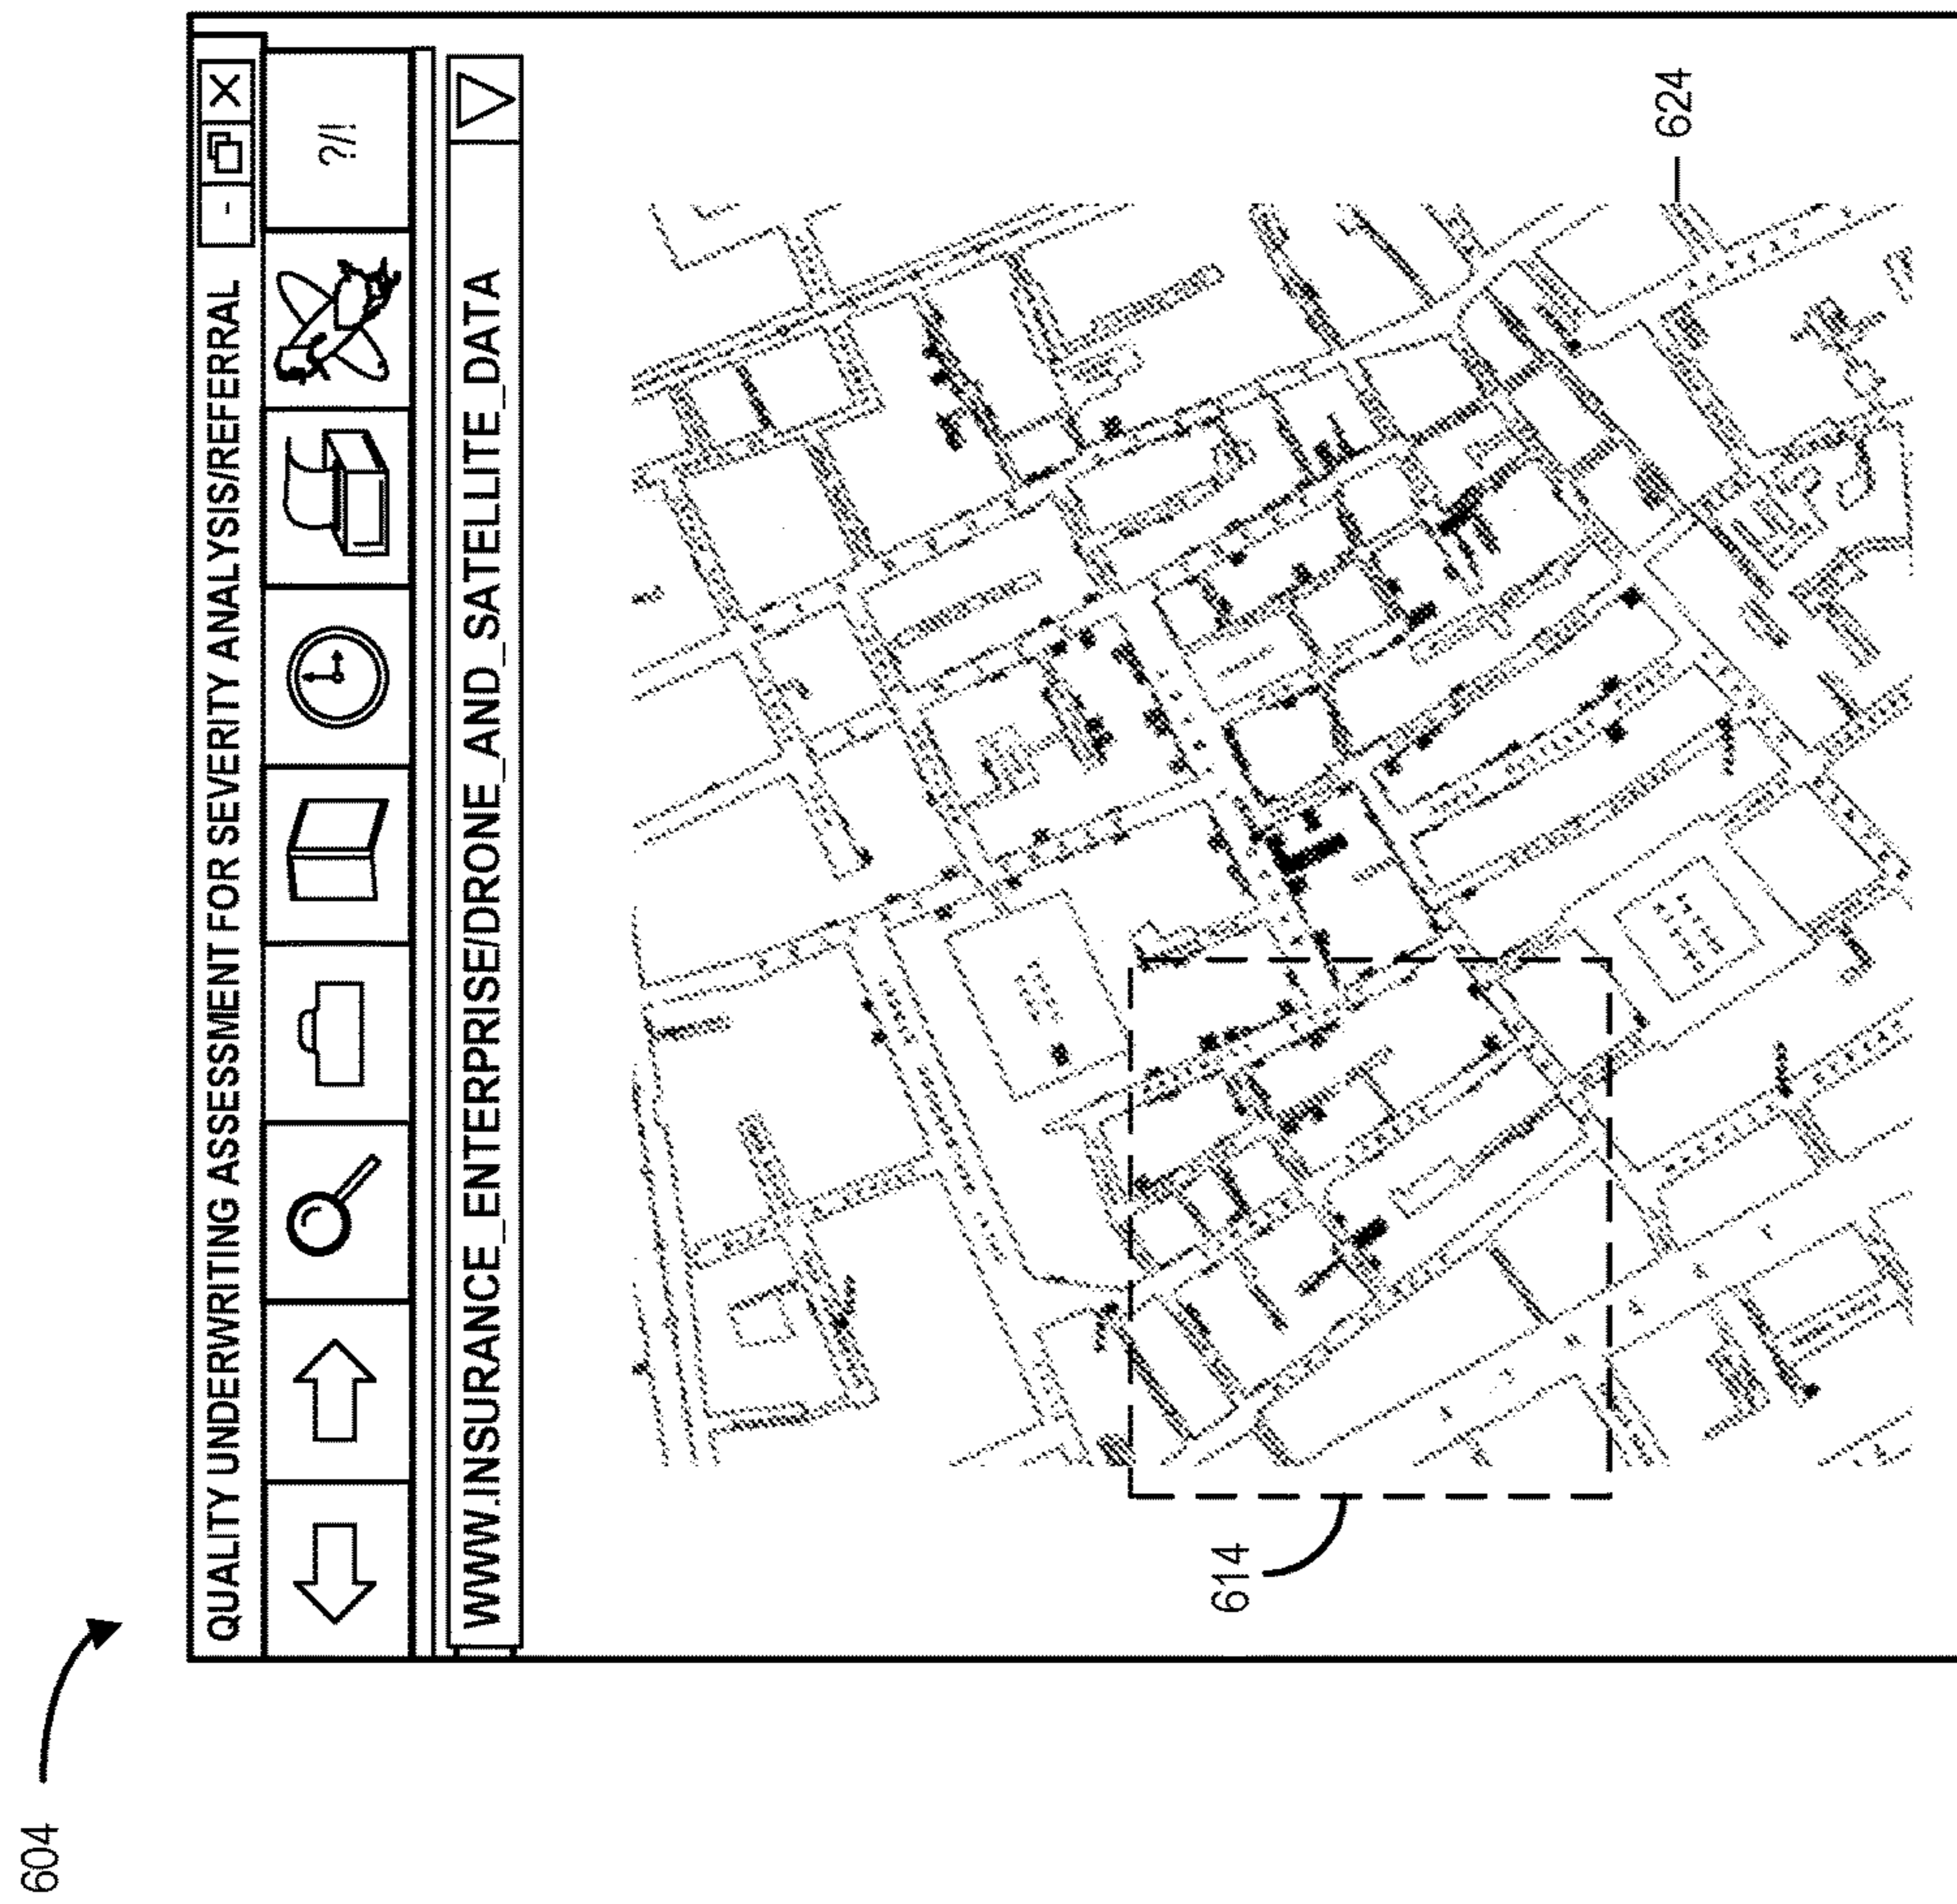 604
QUALITY UNDERWRITING ASSESSMENT FOR SEVERITY ANALYSIS/REFERRAL
- X
?/!
WWW.INSURANCE_ENTERPRISE/DRONE_AND_SATELLITE_DATA
624
614